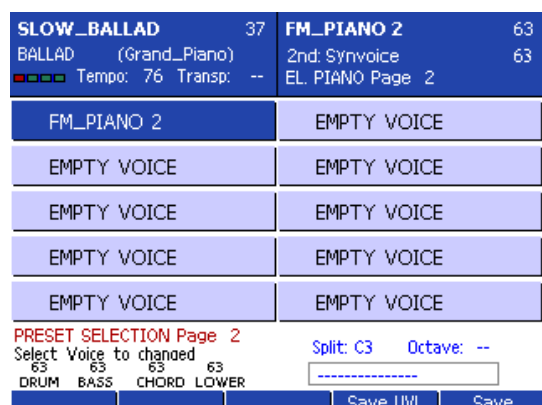 SLOW_BALLAD 37
BALLAD (Grand_Piano)
Tempo: 76 Transp: --
FM_PIANO 2 63
2nd: Synvoice 63
EL. PIANO Page 2
FM_PIANO 2 EMPTY VOICE
EMPTY VOICE EMPTY VOICE
EMPTY VOICE EMPTY VOICE
EMPTY VOICE EMPTY VOICE
EMPTY VOICE EMPTY VOICE
PRESET SELECTION Page 2
Select Voice to changed
63 63 63 63
DRUM BASS CHORD LOWER
Split: C3 Octave: --
---------------
Save UVL Save